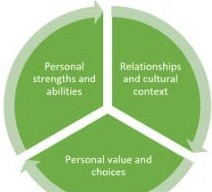 Personal
strengths and
abilities
Relationships
and cultural
context
Personal value and
choices